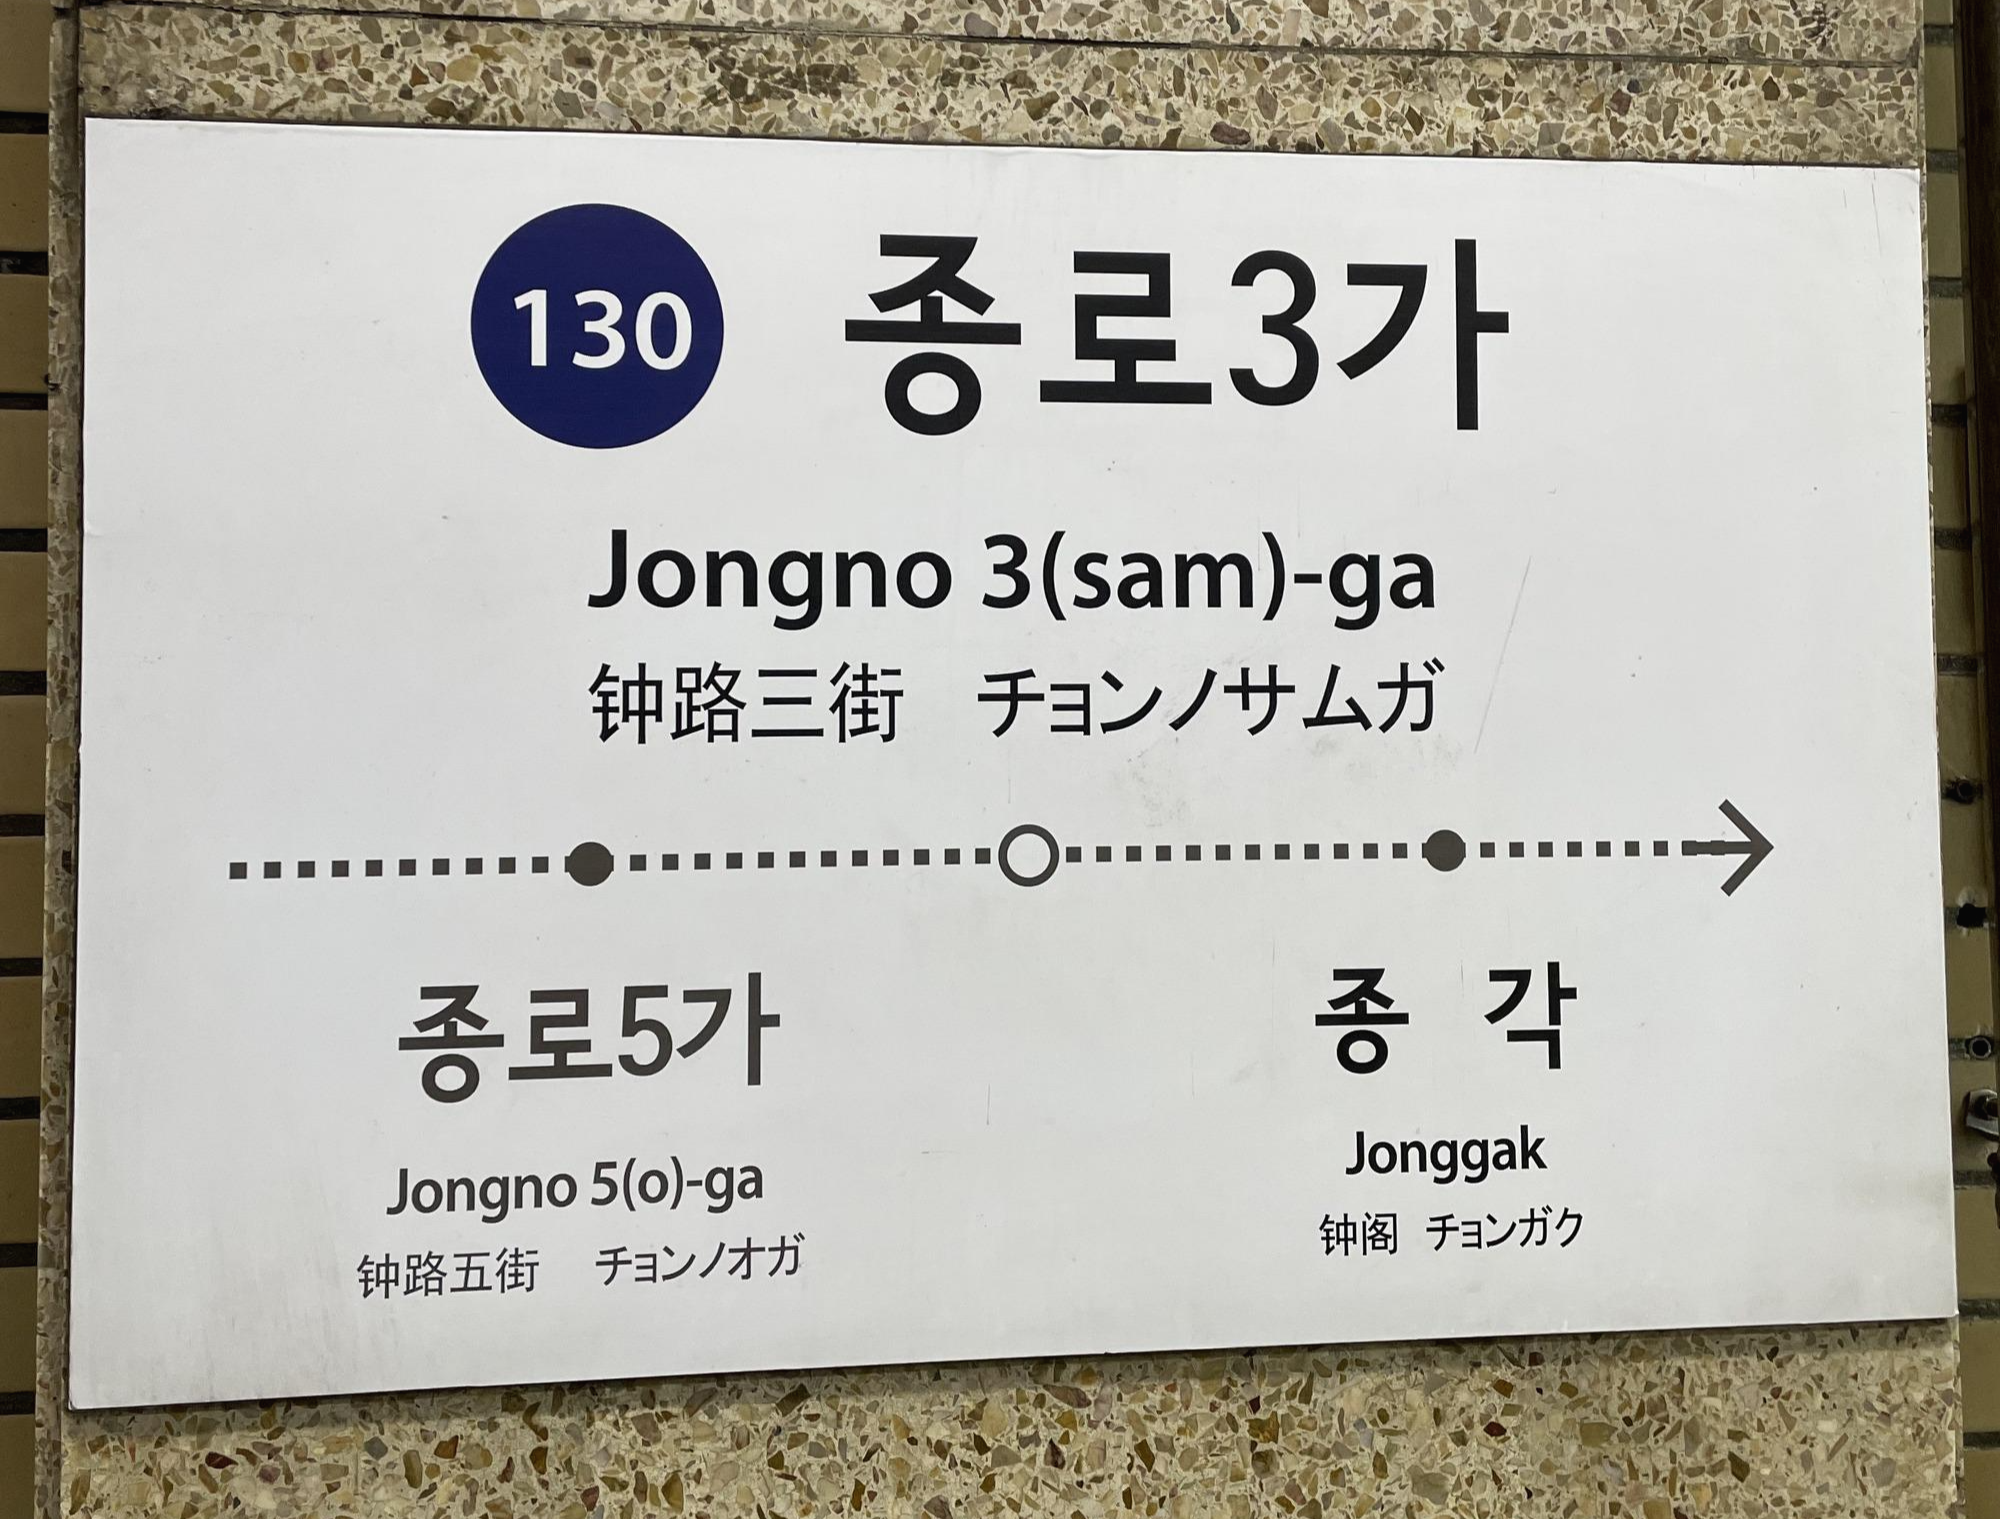 130 종로3가
Jongno 3(sam)-ga
钟路三街 チョンノサムガ
종로5가
Jongno 5(o)-ga
钟路五街 チョンノオガ
종 각
Jonggak
钟阁 チョンガク